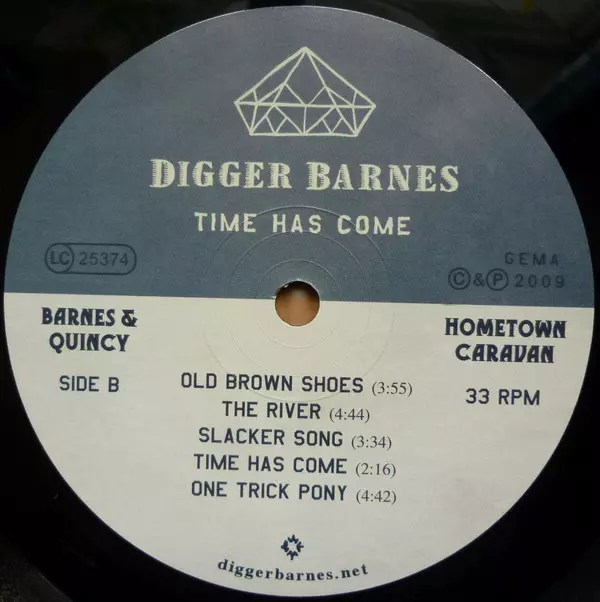 DIGGER BARNES
TIME HAS COME
LC 25374
GEMA
© & ℗ 2009
BARNES &
QUINCY
HOMETOWN
CARAVAN
SIDE B
33 RPM
OLD BROWN SHOES (3:55)
THE RIVER (4:44)
SLACKER SONG (3:34)
TIME HAS COME (2:16)
ONE TRICK PONY (4:42)
diggerbarnes.net